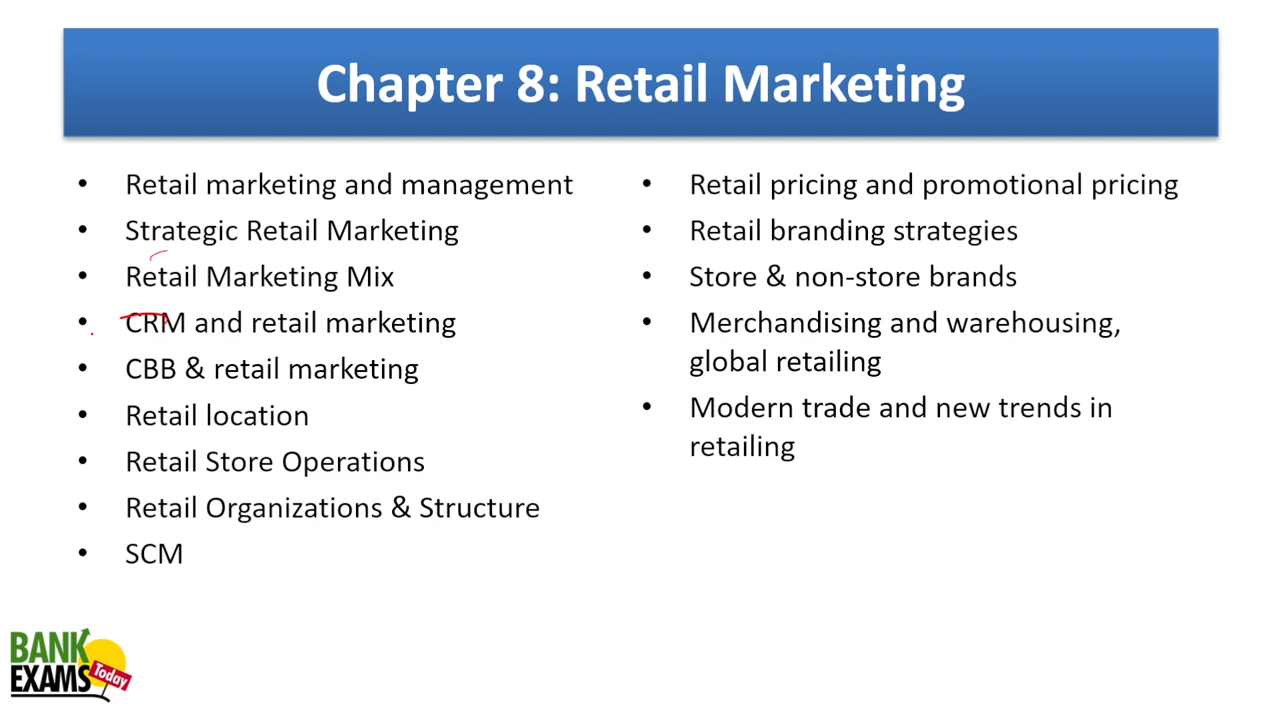 Chapter 8: Retail Marketing
• Retail marketing and management
• Strategic Retail Marketing
• Retail Marketing Mix
• CRM and retail marketing
• CBB & retail marketing
• Retail location
• Retail Store Operations
• Retail Organizations & Structure
• SCM
• Retail pricing and promotional pricing
• Retail branding strategies
• Store & non-store brands
• Merchandising and warehousing,
global retailing
• Modern trade and new trends in
retailing
BANK
EXAMS
Today